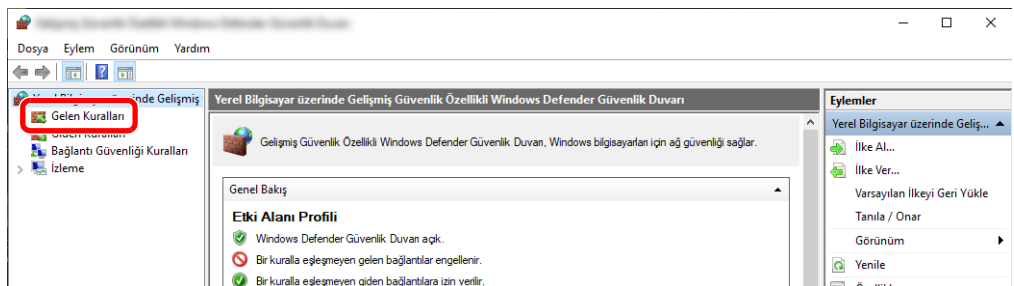 Dosya Eylem Görünüm Yardım
Gelen Kuralları
Bağlantı Güvenliği Kuralları
İzleme
Yerel Bilgisayar üzerinde Gelişmiş Güvenlik Özellikli Windows Defender Güvenlik Duvarı
Gelişmiş Güvenlik Özellikli Windows Defender Güvenlik Duvarı, Windows bilgisayarları için ağ güvenliği sağlar.
Genel Bakış
Etki Alanı Profili
Windows Defender Güvenlik Duvarı açık.
Bir kuralla eşleşmeyen gelen bağlantılar engellenir.
Bir kuralla eşleşmeyen giden bağlantılara izin verilir.
Eylemler
Yerel Bilgisayar üzerinde Geliş...
İlke Al...
İlke Ver...
Varsayılan İlkeyi Geri Yükle
Tanıla / Onar
Görünüm
Yenile